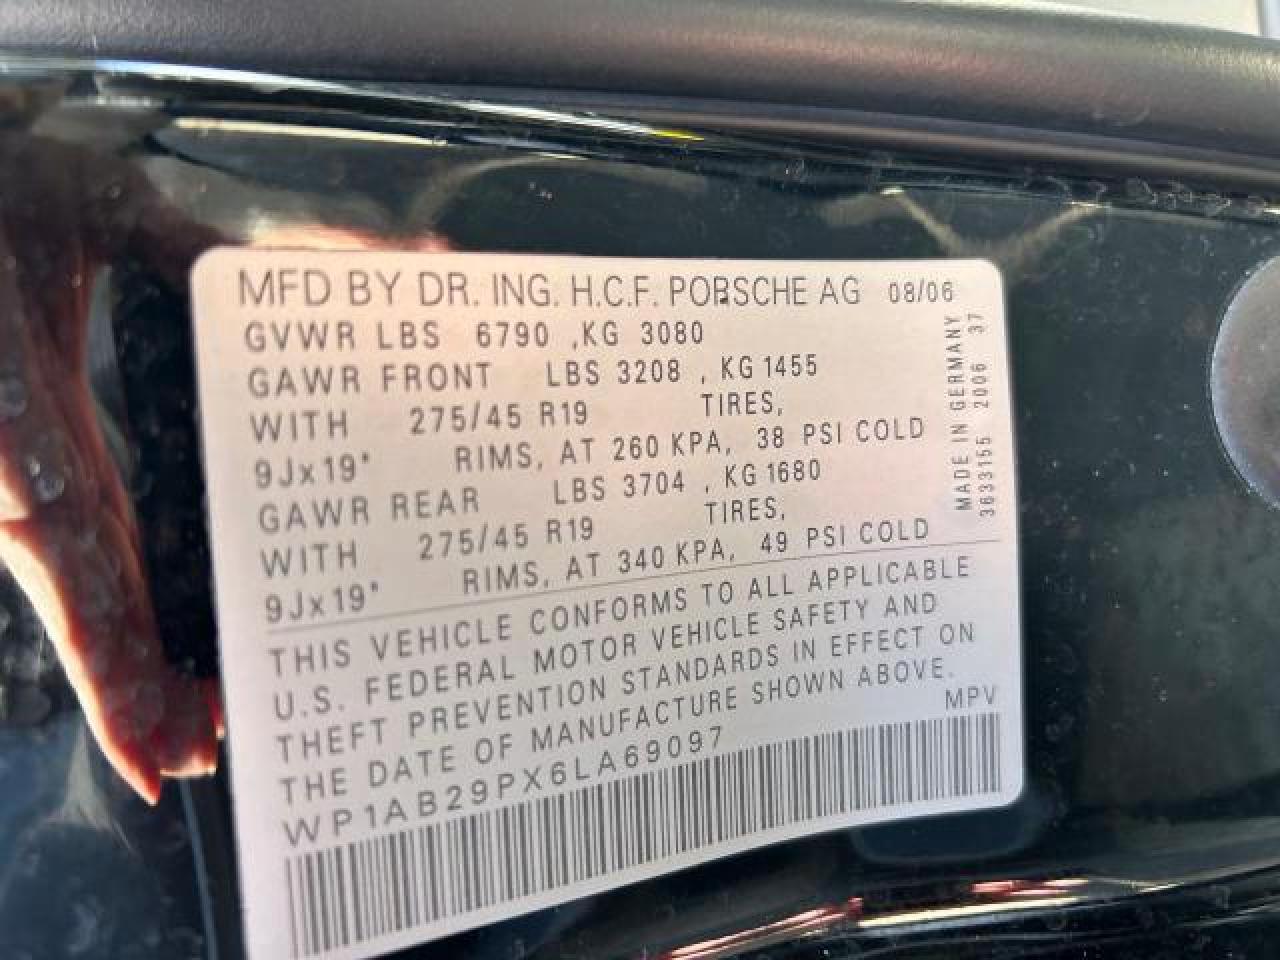 MFD BY DR. ING. H.C.F. PORSCHE AG 08/06
GVWR LBS 6790 ,KG 3080
GAWR FRONT LBS 3208 , KG 1455
WITH 275/45 R19 TIRES,
9Jx19" RIMS, AT 260 KPA, 38 PSI COLD
GAWR REAR LBS 3704 , KG 1680
WITH 275/45 R19 TIRES,
9Jx19" RIMS, AT 340 KPA, 49 PSI COLD
MADE IN GERMANY
3633155 2006 37
THIS VEHICLE CONFORMS TO ALL APPLICABLE
U.S. FEDERAL MOTOR VEHICLE SAFETY AND
THEFT PREVENTION STANDARDS IN EFFECT ON
THE DATE OF MANUFACTURE SHOWN ABOVE.
MPV
WP1AB29PX6LA69097